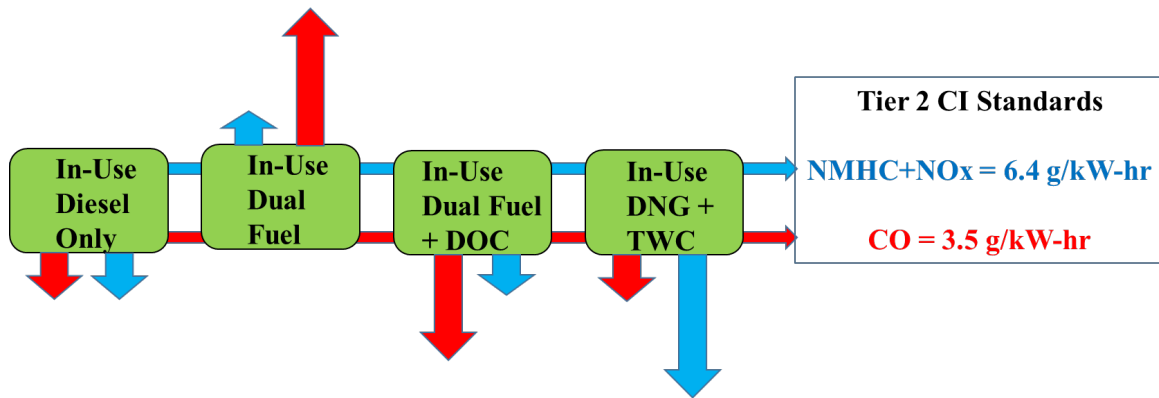 In-Use
Diesel
Only
In-Use
Dual
Fuel
In-Use
Dual Fuel
+ DOC
In-Use
DNG +
TWC
Tier 2 CI Standards
NMHC+NOx = 6.4 g/kW-hr
CO = 3.5 g/kW-hr